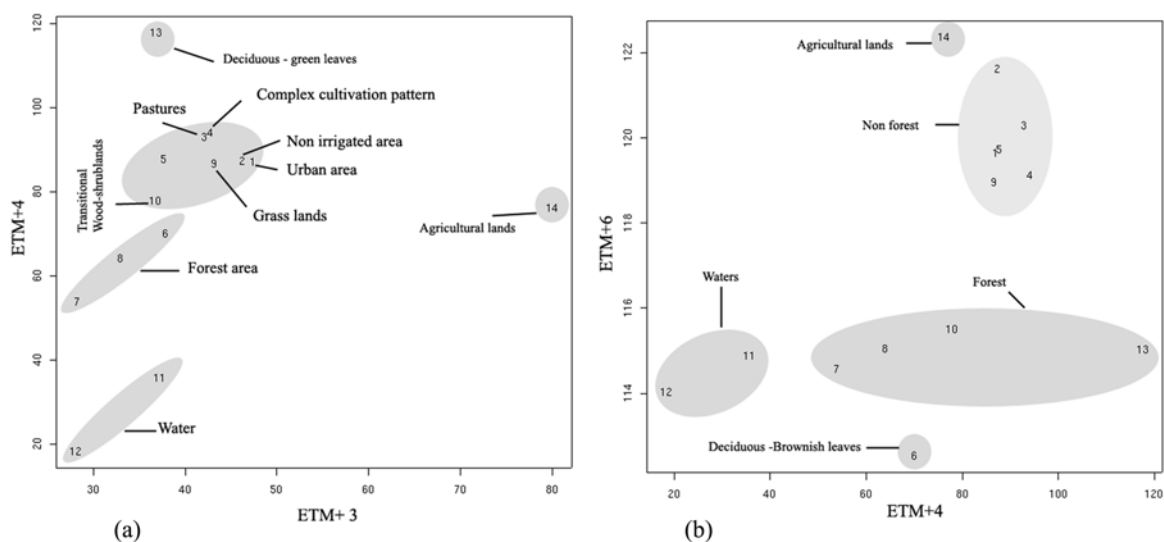 120
13
Deciduous - green leaves
Complex cultivation pattern
Pastures
100
3 4
Non irrigated area
5
2 1
9
Urban area
Transitional
Wood-shrublands
80
10
Grass lands
14
Agricultural lands
ETM+4
6
8
Forest area
60
7
40
11
Water
20
12
30
40
50
60
70
80
(a)
ETM+ 3
14
Agricultural lands
122
2
Non forest
3
120
1 5
9
4
ETM+6
118
Waters
Forest
116
10
11
8
13
7
114
12
Deciduous -Brownish leaves
6
20
40
60
80
100
120
(b)
ETM+4